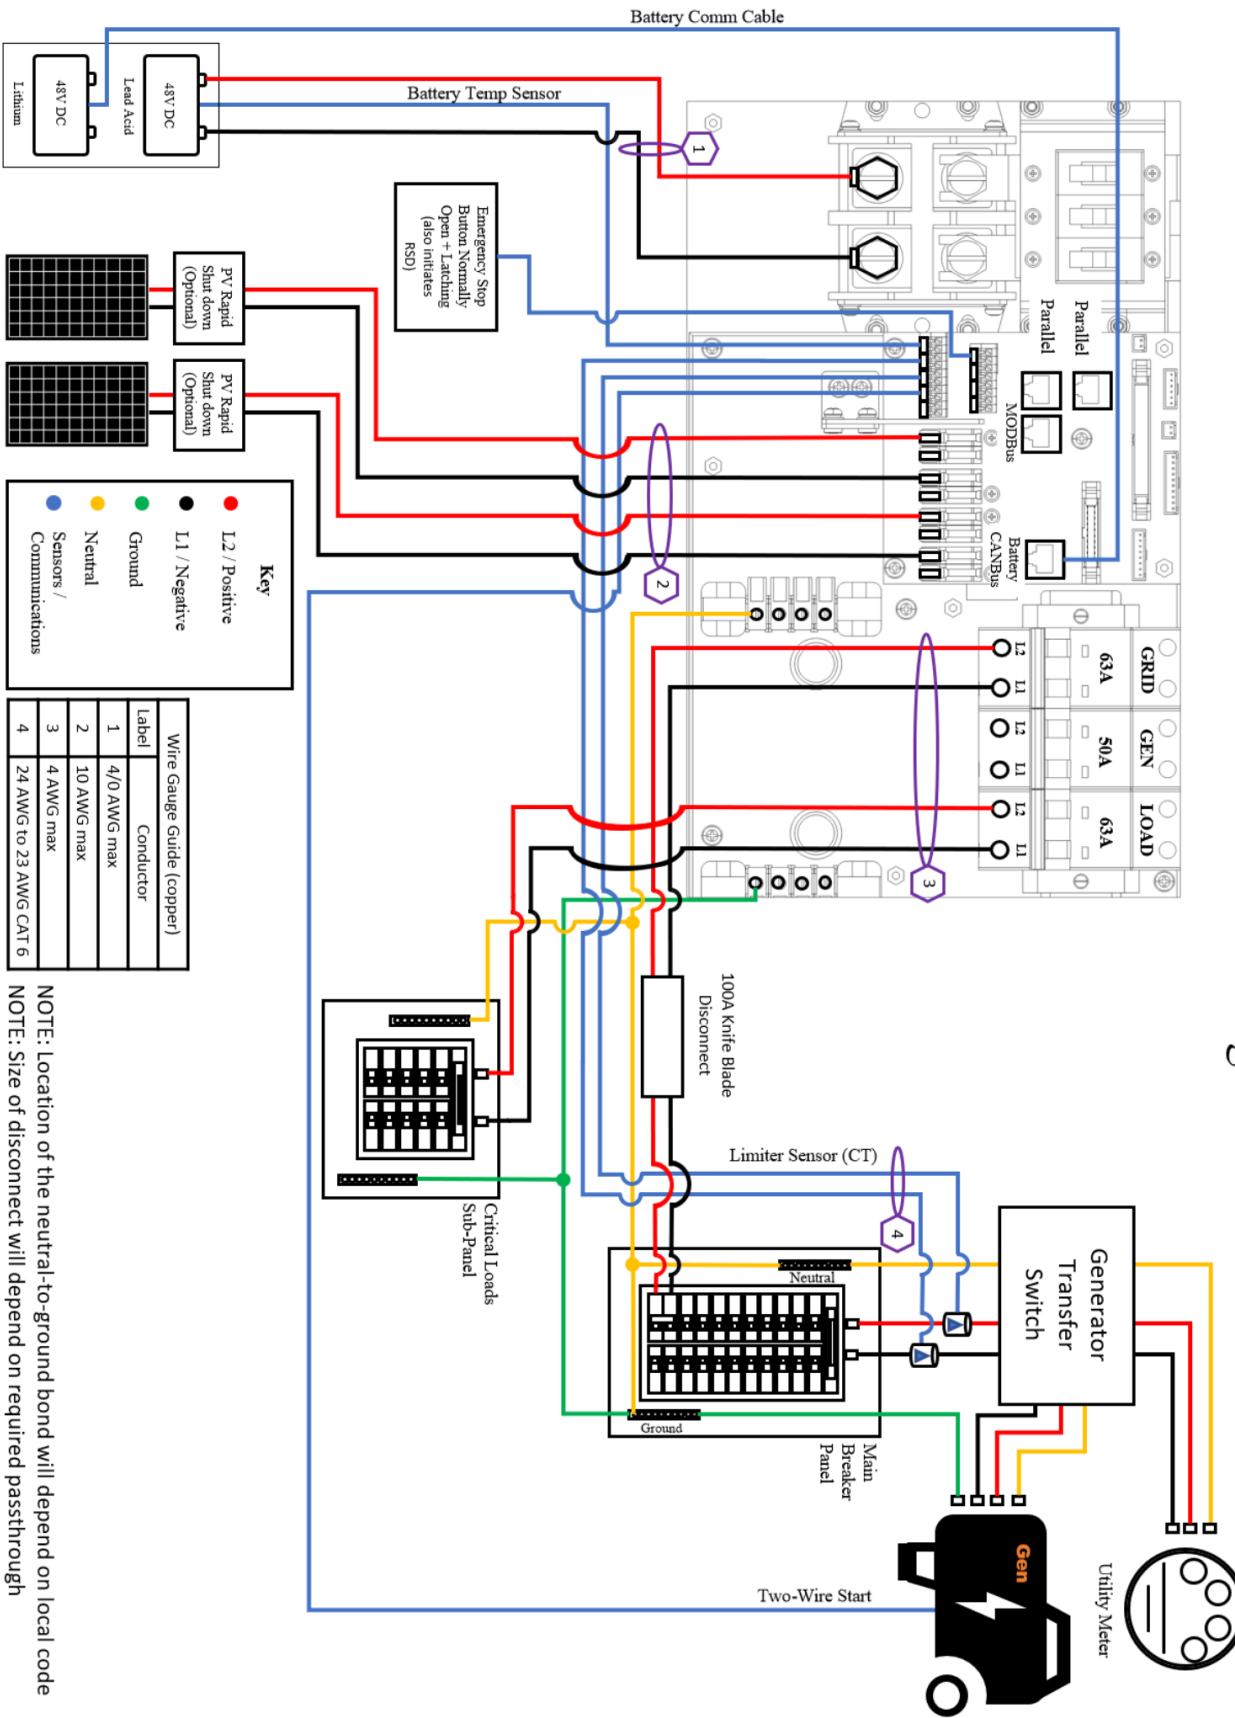 Battery Comm Cable
Battery Temp Sensor
48V DC
Lithium
48V DC
Lead Acid
1
Emergency Stop
Button Normally
Open + Latching
(also initiates
RSD)
PV Rapid
Shut down
(Optional)
PV Rapid
Shut down
(Optional)
Parallel
Parallel
MODBus
Battery
CANBus
2
Key
L2 / Positive
L1 / Negative
Ground
Neutral
Sensors /
Communications
GRID
63A
L2
L1
GEN
50A
L2
L1
LOAD
63A
L2
L1
3
Wire Gauge Guide (copper)
Label
Conductor
1
4/0 AWG max
2
10 AWG max
3
4 AWG max
4
24 AWG to 23 AWG CAT 6
100A Knife Blade
Disconnect
Critical Loads
Sub-Panel
Limiter Sensor (CT)
4
Generator
Transfer
Switch
Neutral
Ground
Main
Breaker
Panel
Gen
Utility Meter
Two-Wire Start
NOTE: Location of the neutral-to-ground bond will depend on local code
NOTE: Size of disconnect will depend on required passthrough